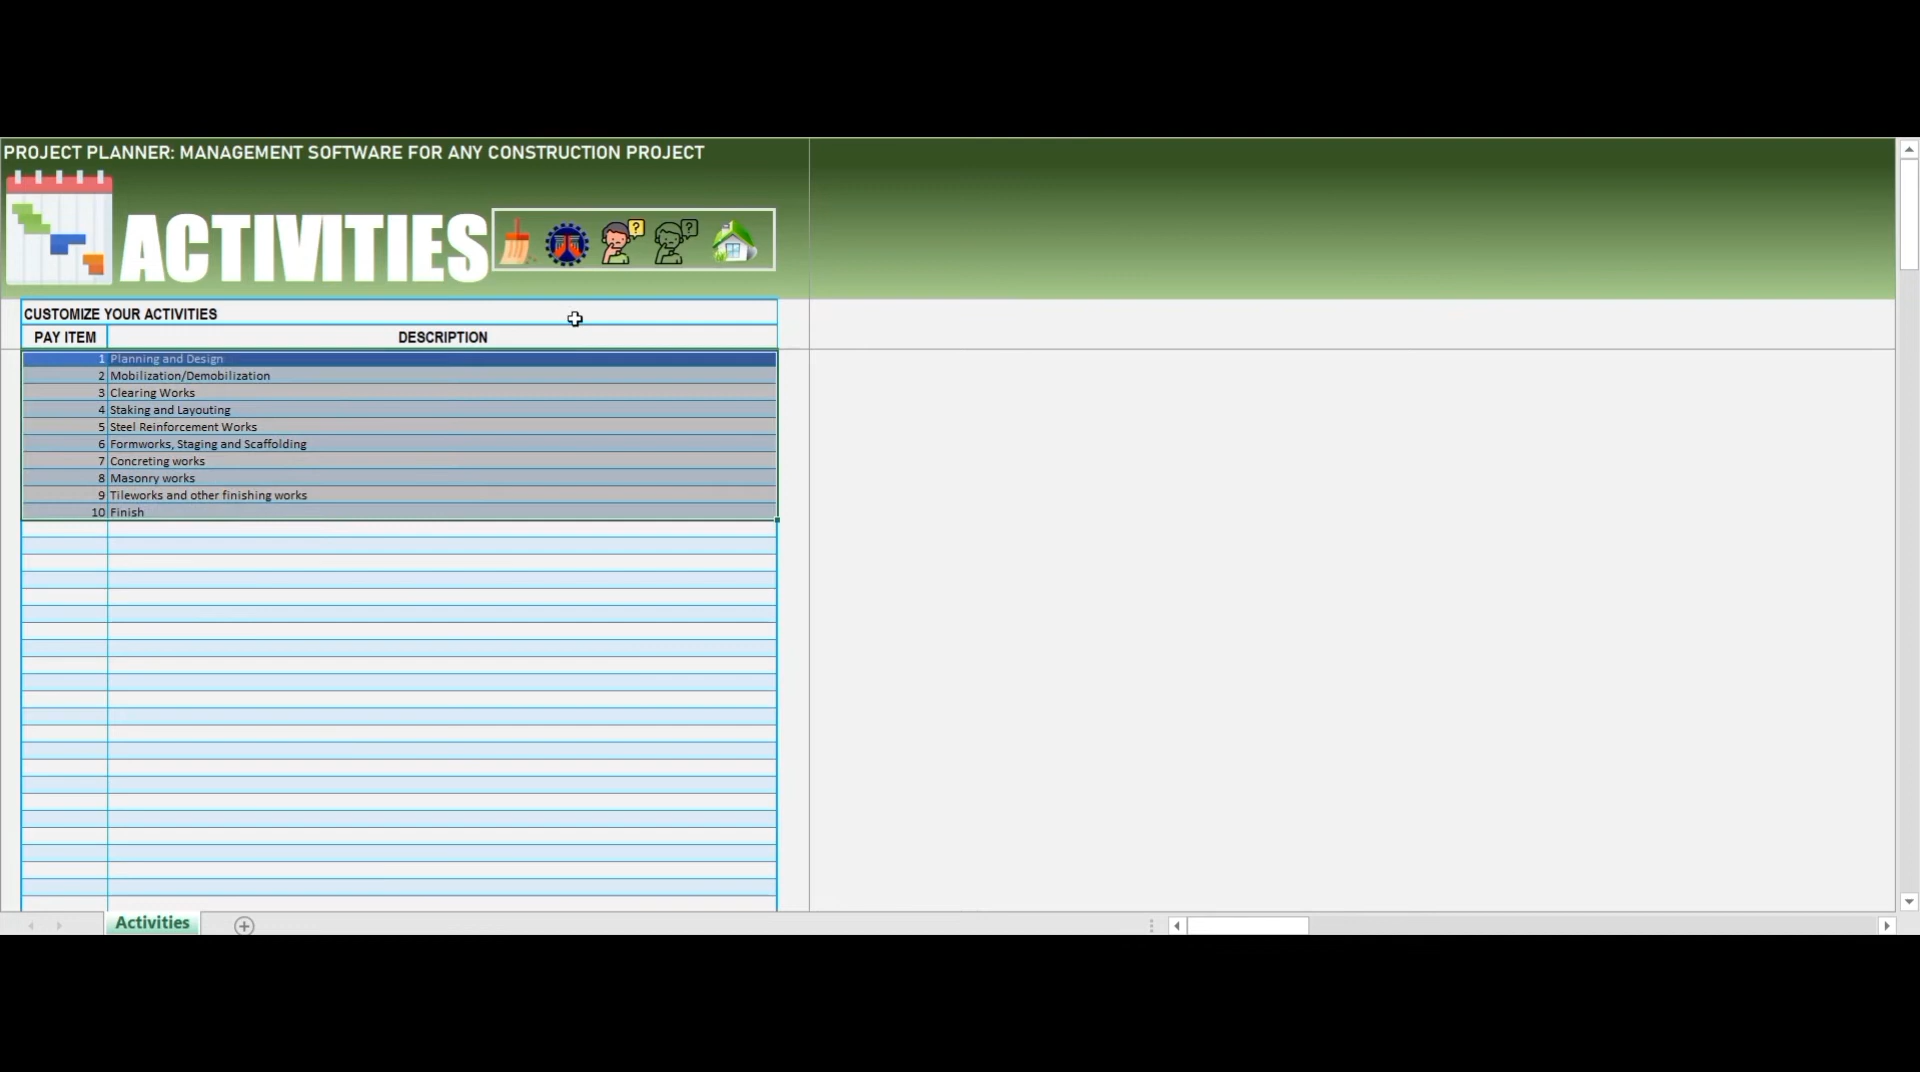 PROJECT PLANNER: MANAGEMENT SOFTWARE FOR ANY CONSTRUCTION PROJECT
ACTIVITIES
? ?
CUSTOMIZE YOUR ACTIVITIES
PAY ITEM DESCRIPTION
1 Planning and Design
2 Mobilization/Demobilization
3 Clearing Works
4 Staking and Layouting
5 Steel Reinforcement Works
6 Formworks, Staging and Scaffolding
7 Concreting works
8 Masonry works
9 Tileworks and other finishing works
10 Finish
Activities